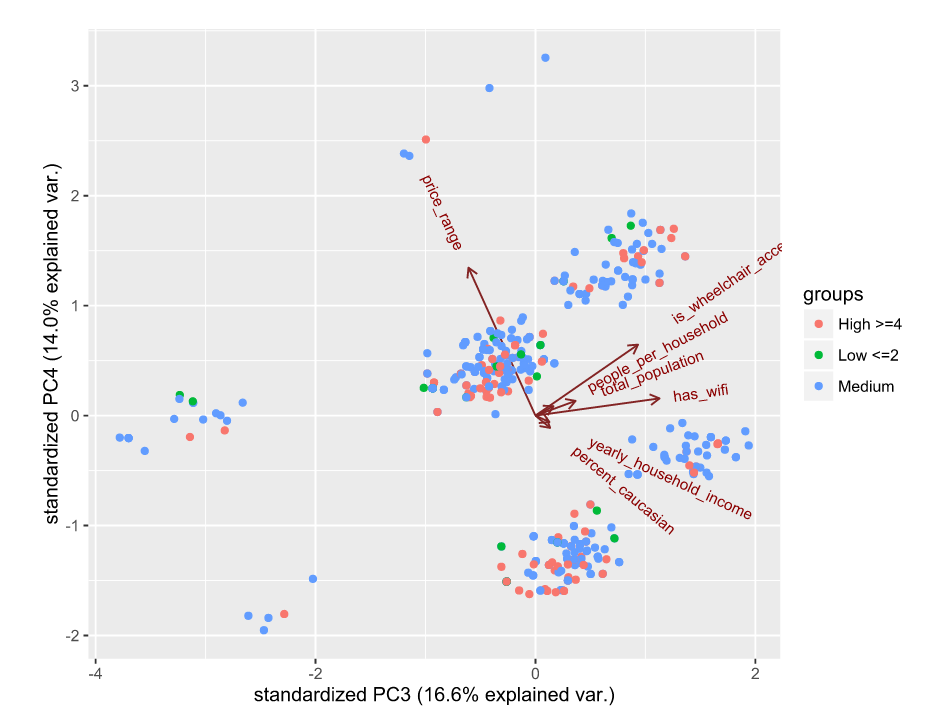 standardized PC4 (14.0% explained var.)
3
2
1
0
-1
-2
price_range
is_wheelchair_acce
people_per_household
total_population
has_wifi
yearly_household_income
percent_caucasian
-4
-2
0
2
standardized PC3 (16.6% explained var.)
groups
High >=4
Low <=2
Medium